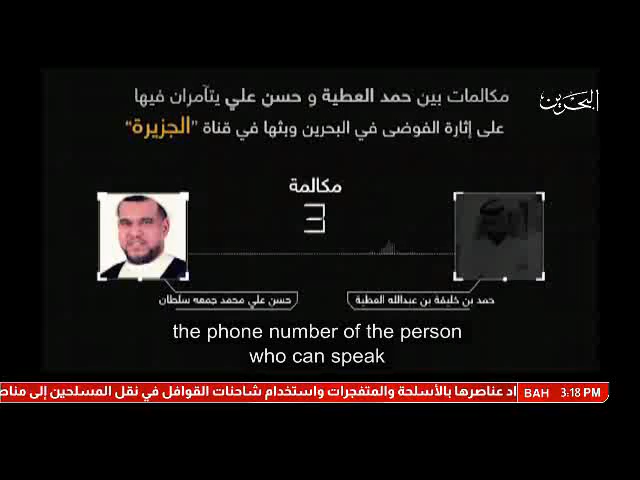 مكالمات بين حمد العطية و حسن علي يتآمران فيها
على إثارة الفوضى في البحرين وبثها في قناة "الجزيرة"
البحرين
مكالمة
3
حسن علي محمد جمعه سلطان
حمد بن خليفة بن عبدالله العطية
the phone number of the person
who can speak
اد عناصرها بالأسلحة والمتفجرات واستخدام شاحنات القوافل في نقل المسلحين إلى مناط
BAH 3:18 PM